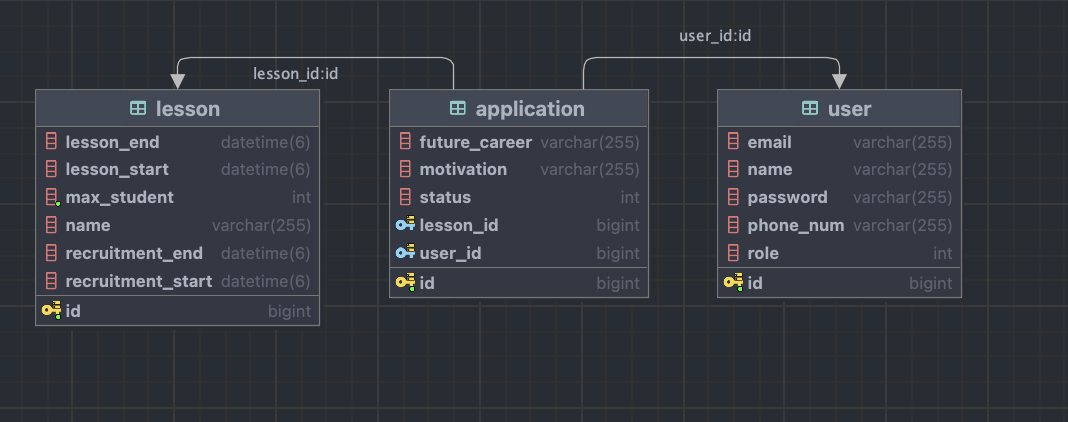 user_id:id
lesson_id:id
lesson
lesson_end datetime(6)
lesson_start datetime(6)
max_student int
name varchar(255)
recruitment_end datetime(6)
recruitment_start datetime(6)
id bigint
application
future_career varchar(255)
motivation varchar(255)
status int
lesson_id bigint
user_id bigint
id bigint
user
email varchar(255)
name varchar(255)
password varchar(255)
phone_num varchar(255)
role int
id bigint